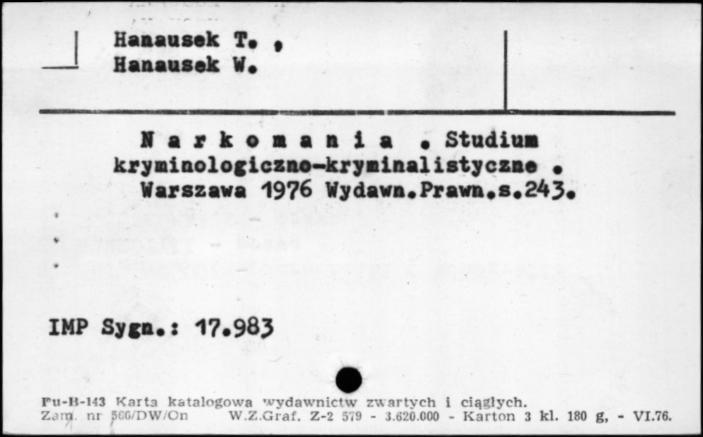 Hanausek T. ,
Hanausek W.
N a r k o m a n i a . Studium
kryminologiczno-kryminalistyczne .
Warszawa 1976 Wydawn.Prawn.s.243.
IMP Sygn.: 17.983
Pu-B-143 Karta katalogowa wydawnictw zwartych i ciągłych.
Zam. nr 566/DW/On W.Z.Graf. Z-2 579 - 3.620.000 - Karton 3 kl. 180 g, - VI.76.